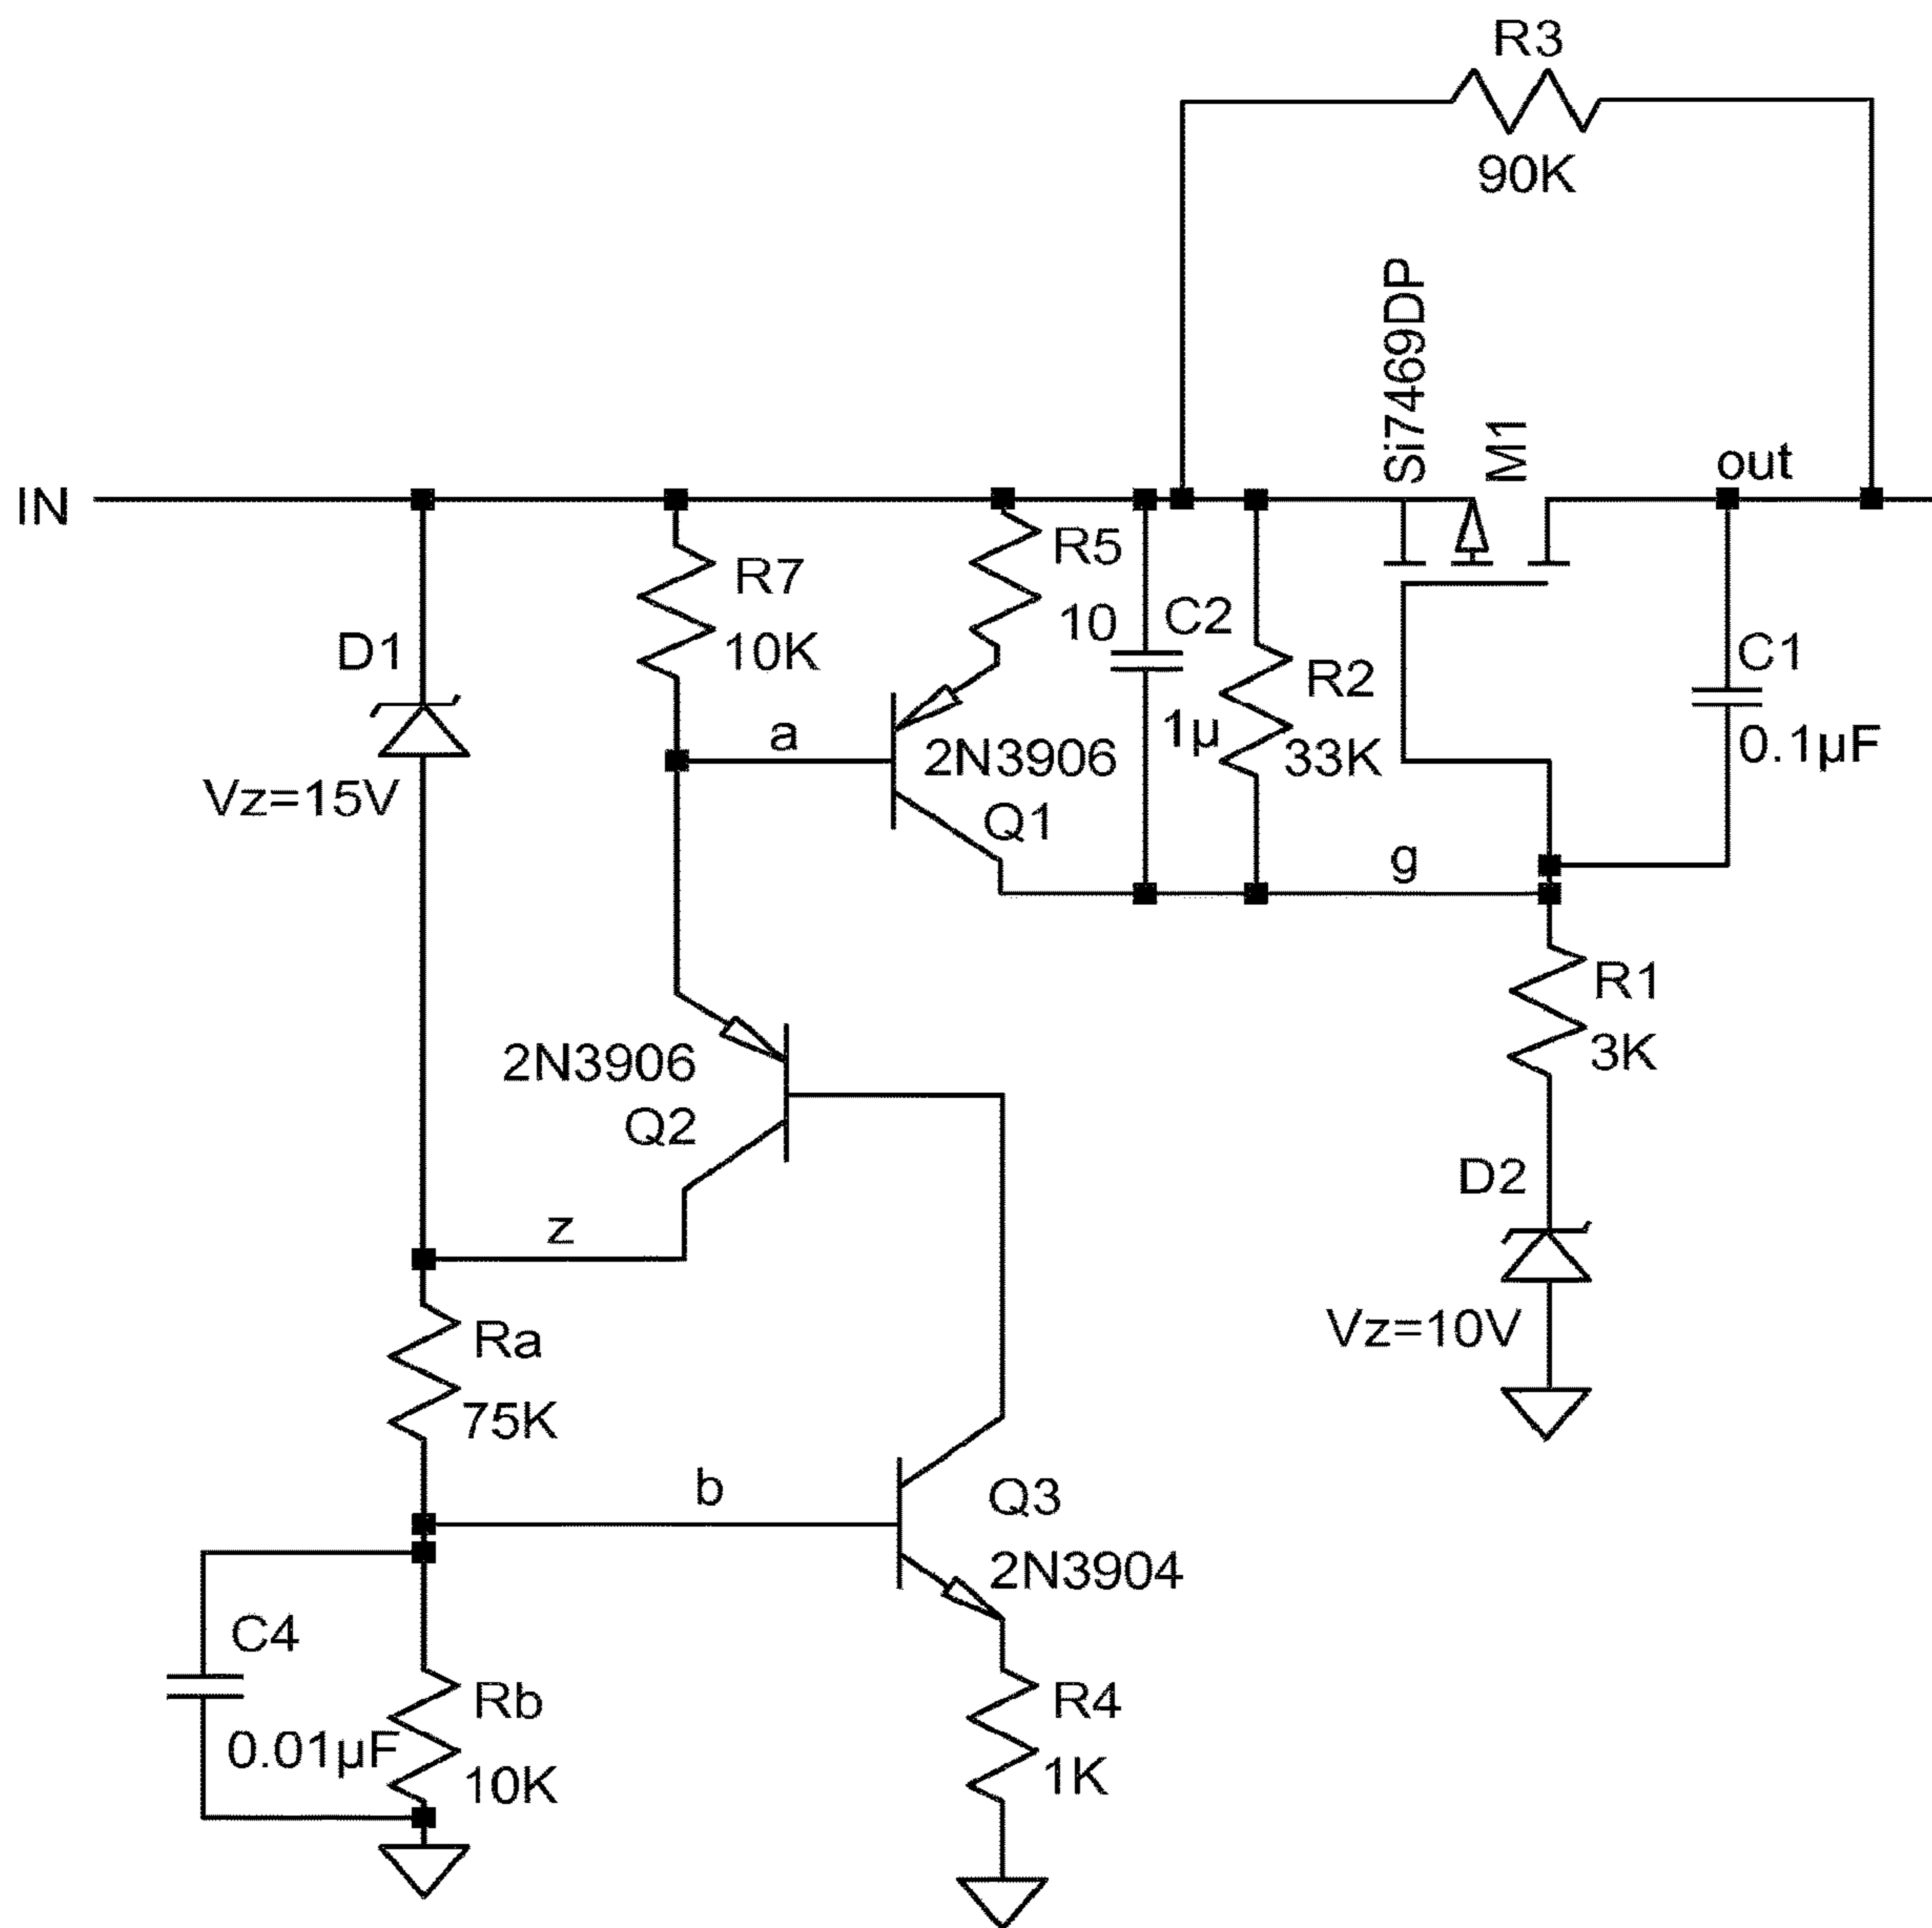 R3
90K
Si7469DP
M1
out
IN
R7
10K
R5
10
C2
1µ
R2
33K
C1
0.1µF
D1
Vz=15V
a
2N3906
Q1
g
R1
3K
2N3906
Q2
D2
Vz=10V
z
Ra
75K
b
Q3
2N3904
C4
0.01µF
Rb
10K
R4
1K